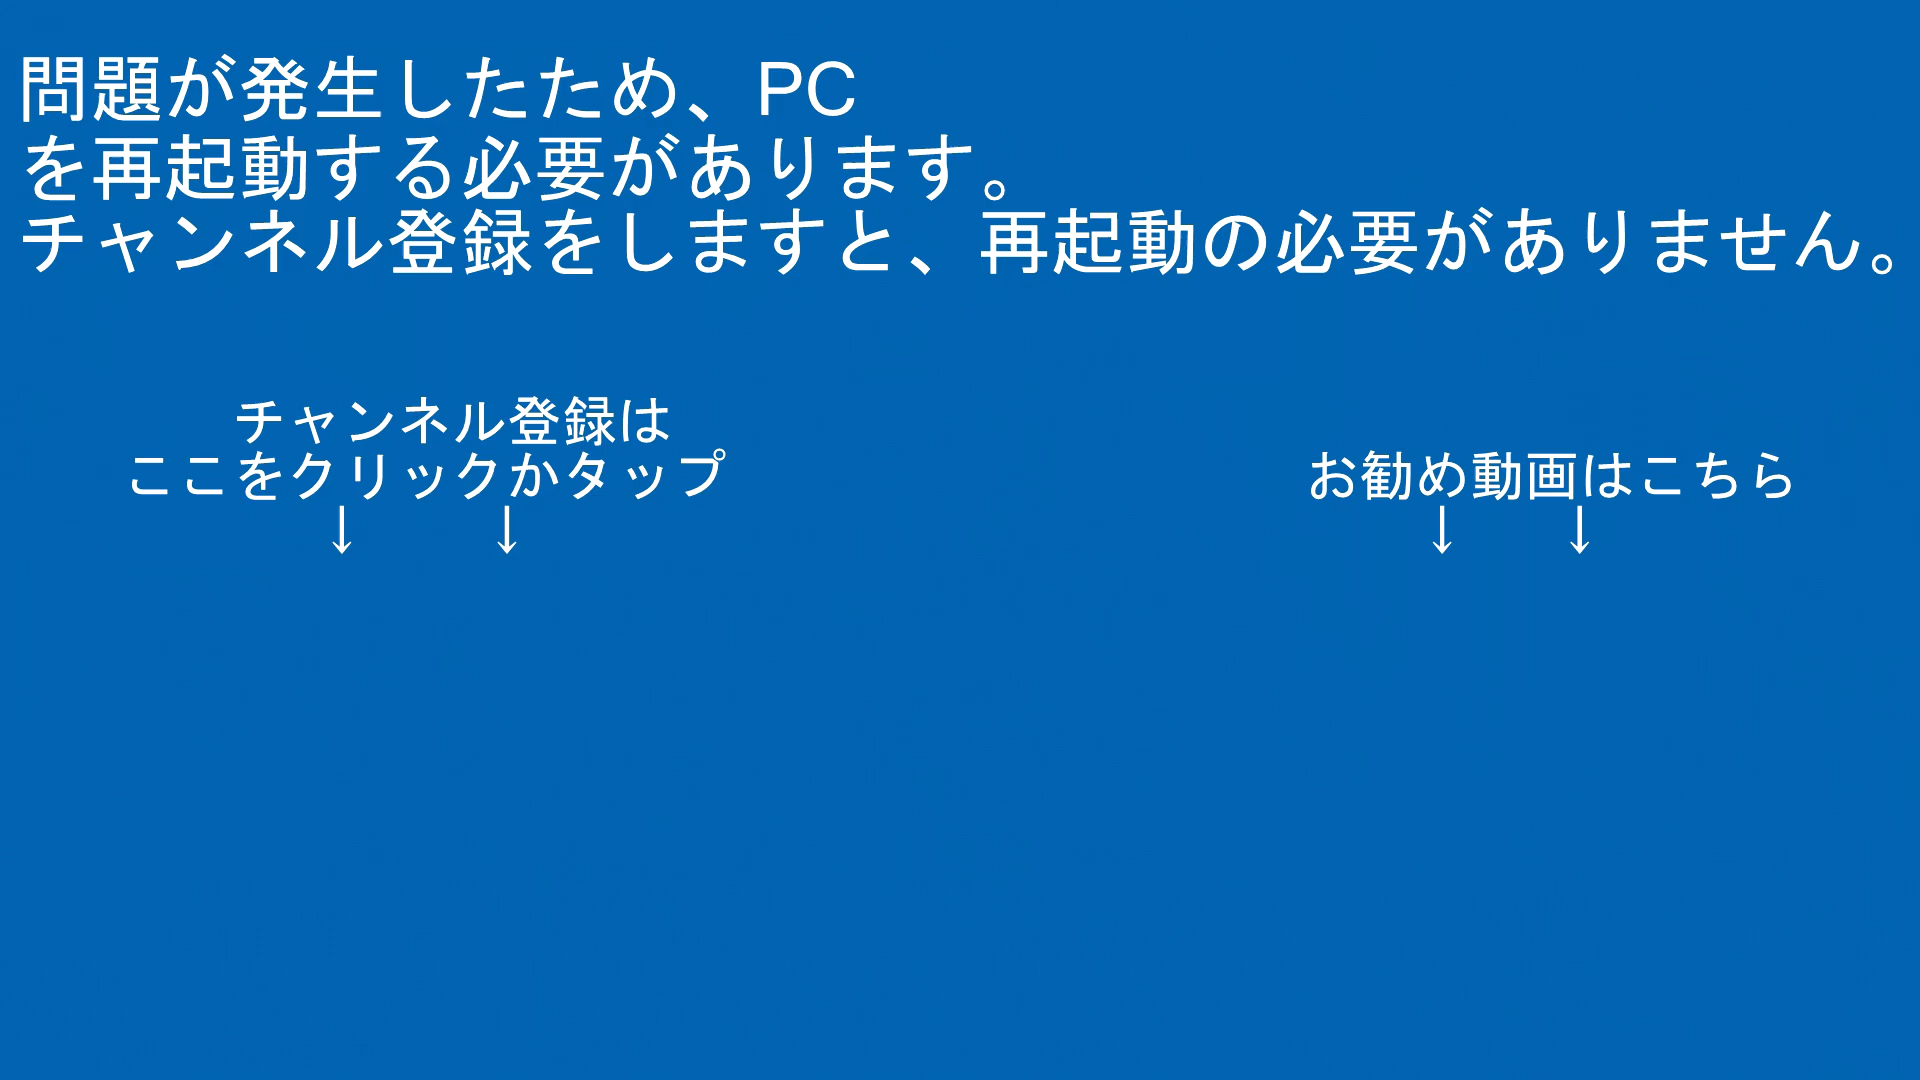 問題が発生したため、PC
を再起動する必要があります。
チャンネル登録をしますと、再起動の必要がありません。
チャンネル登録は
ここをクリックかタップ
↓ ↓
お勧め動画はこちら
↓ ↓